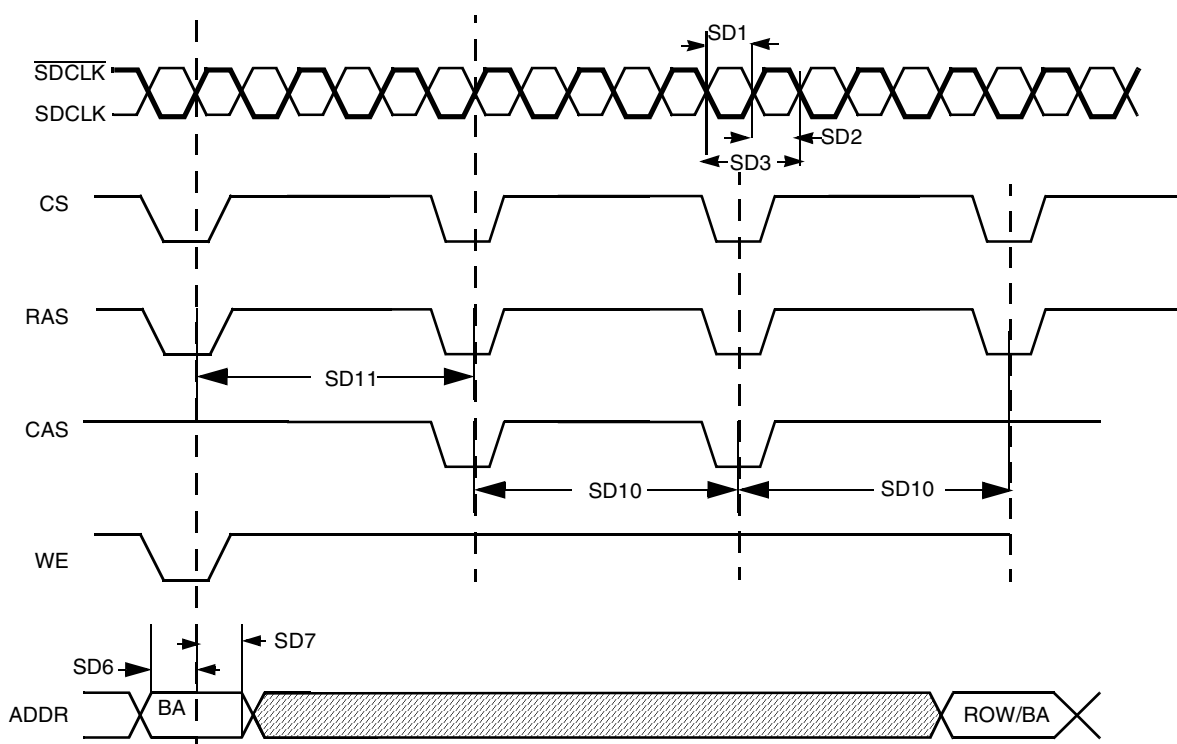 SD1
SDCLK
SDCLK
SD2
SD3
CS
RAS
SD11
CAS
SD10
SD10
WE
SD7
SD6
BA
ADDR
ROW/BA